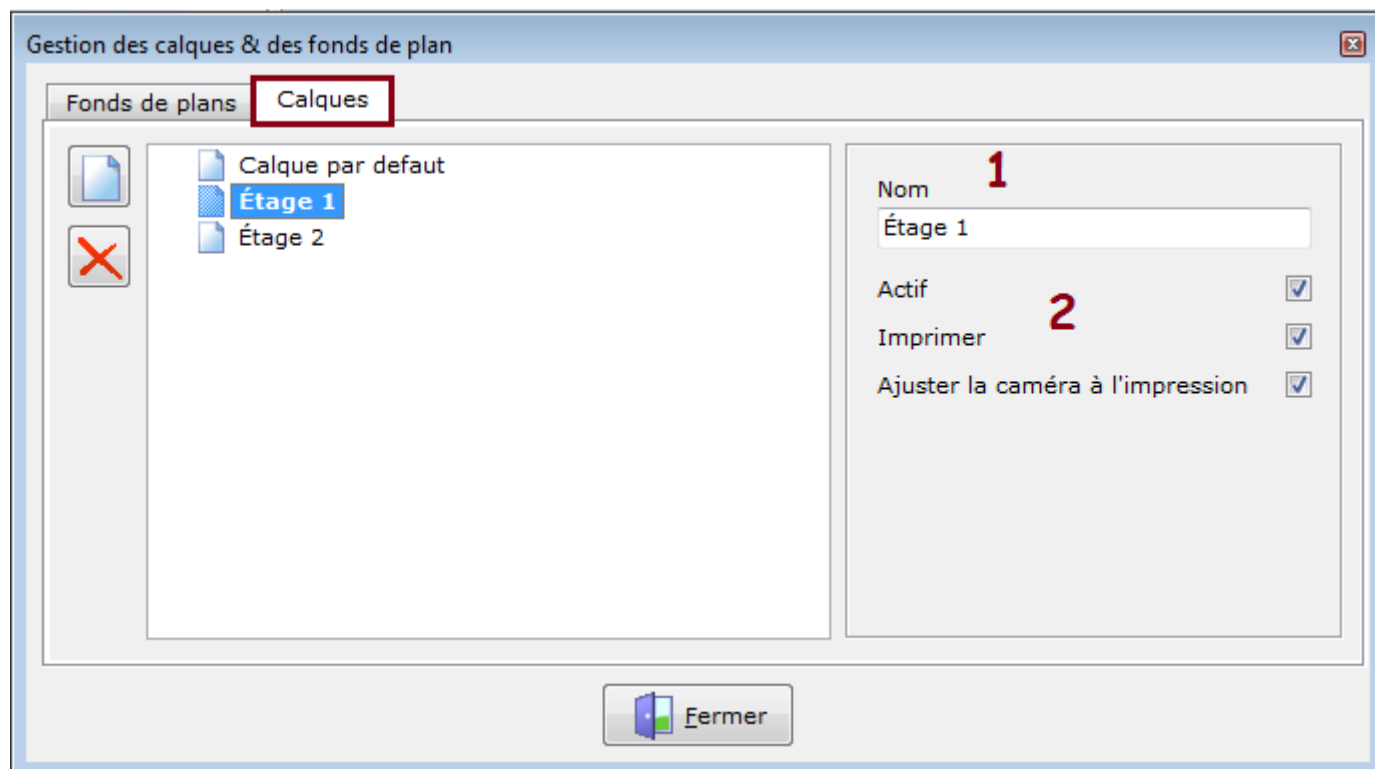 Gestion des calques & des fonds de plan
Fonds de plans
Calques
Calque par defaut
Étage 1
Étage 2
1
Nom
Étage 1
Actif
2
Imprimer
Ajuster la caméra à l'impression
Fermer